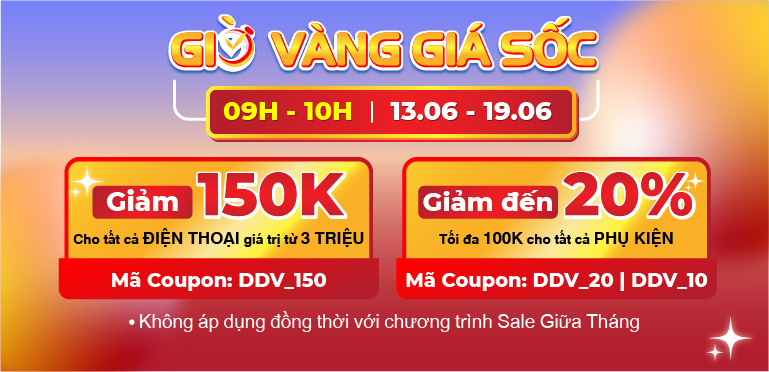 GIỜ VÀNG GIÁ SỐC
09H - 10H | 13.06 - 19.06
Giảm 150K
Cho tất cả ĐIỆN THOẠI giá trị từ 3 TRIỆU
Mã Coupon: DDV_150
Giảm đến 20%
Tối đa 100K cho tất cả PHỤ KIỆN
Mã Coupon: DDV_20 | DDV_10
• Không áp dụng đồng thời với chương trình Sale Giữa Tháng